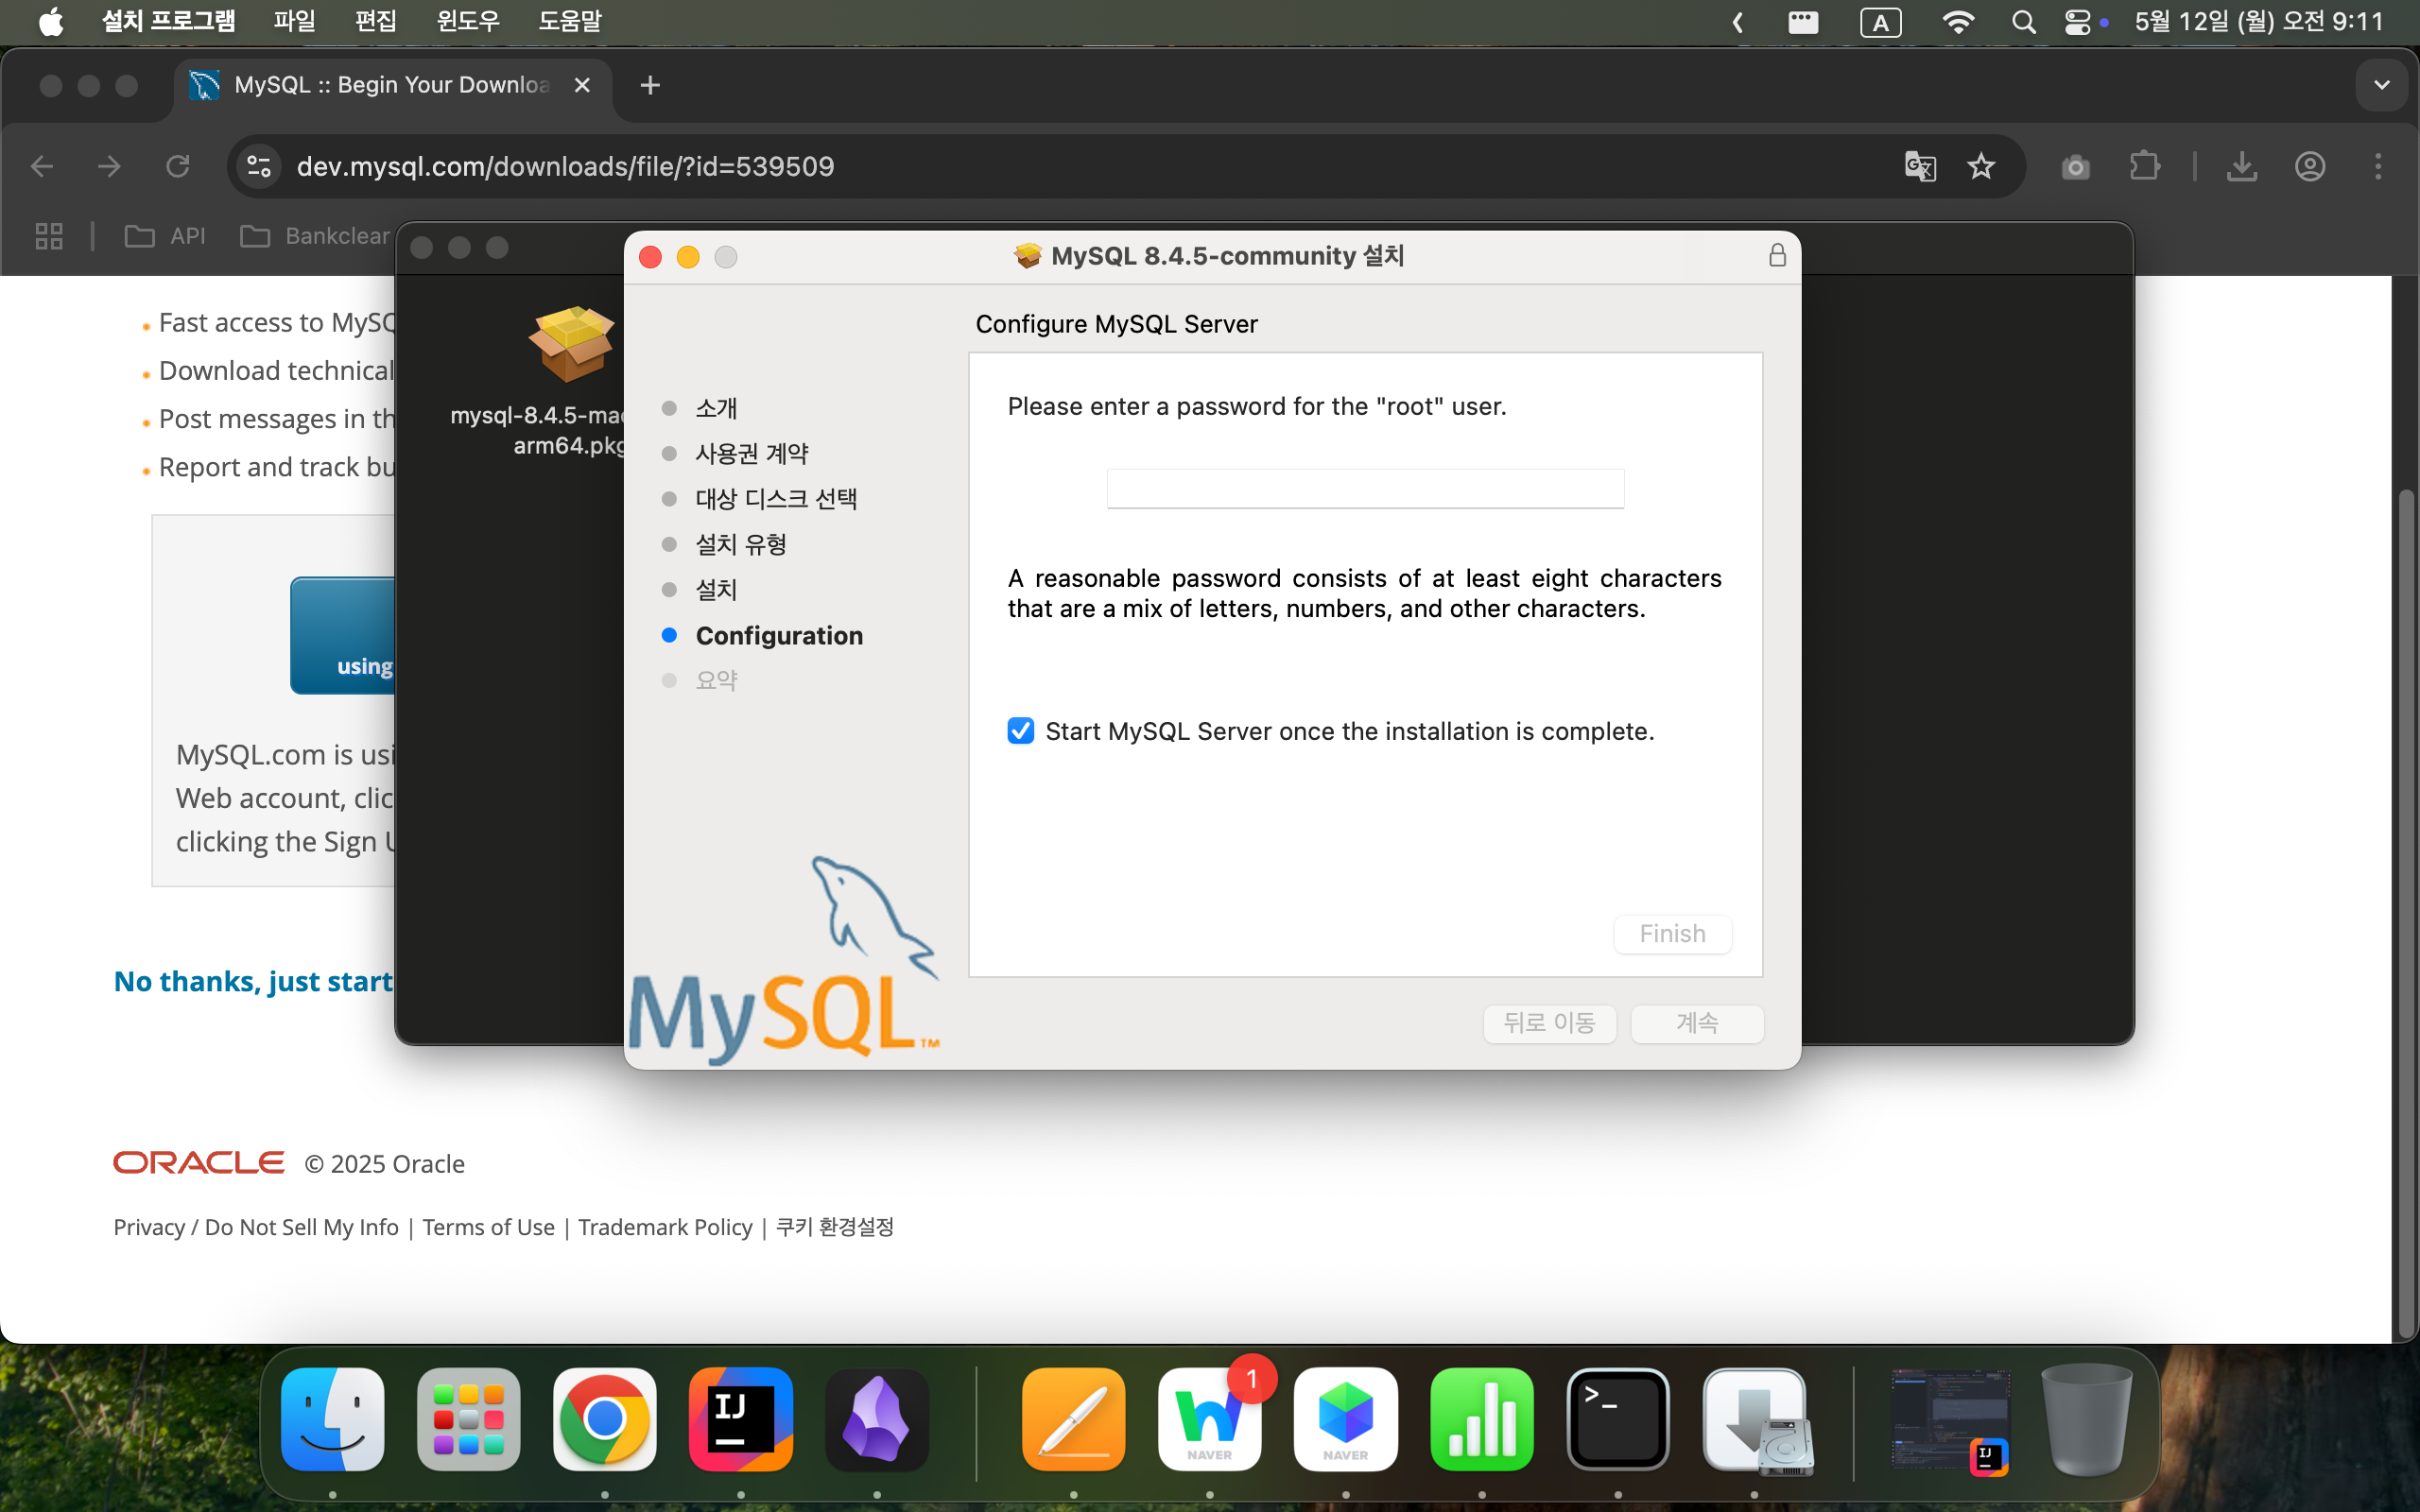 설치 프로그램 파일 편집 윈도우 도움말 A 5월 12일 (월) 오전 9:11
MySQL :: Begin Your Downloa
dev.mysql.com/downloads/file/?id=539509
API Bankclear
MySQL 8.4.5-community 설치
Fast access to MySQ
Download technical
Post messages in th
Report and track bu
using
MySQL.com is usi
Web account, clic
clicking the Sign U
No thanks, just start
mysql-8.4.5-mac
arm64.pkg
소개
사용권 계약
대상 디스크 선택
설치 유형
설치
Configuration
요약
MySQL™
Configure MySQL Server
Please enter a password for the "root" user.
A reasonable password consists of at least eight characters
that are a mix of letters, numbers, and other characters.
Start MySQL Server once the installation is complete.
Finish
뒤로 이동 계속
ORACLE © 2025 Oracle
Privacy / Do Not Sell My Info | Terms of Use | Trademark Policy | 쿠키 환경설정
IJ
W
1
NAVER
NAVER
>_
IJ